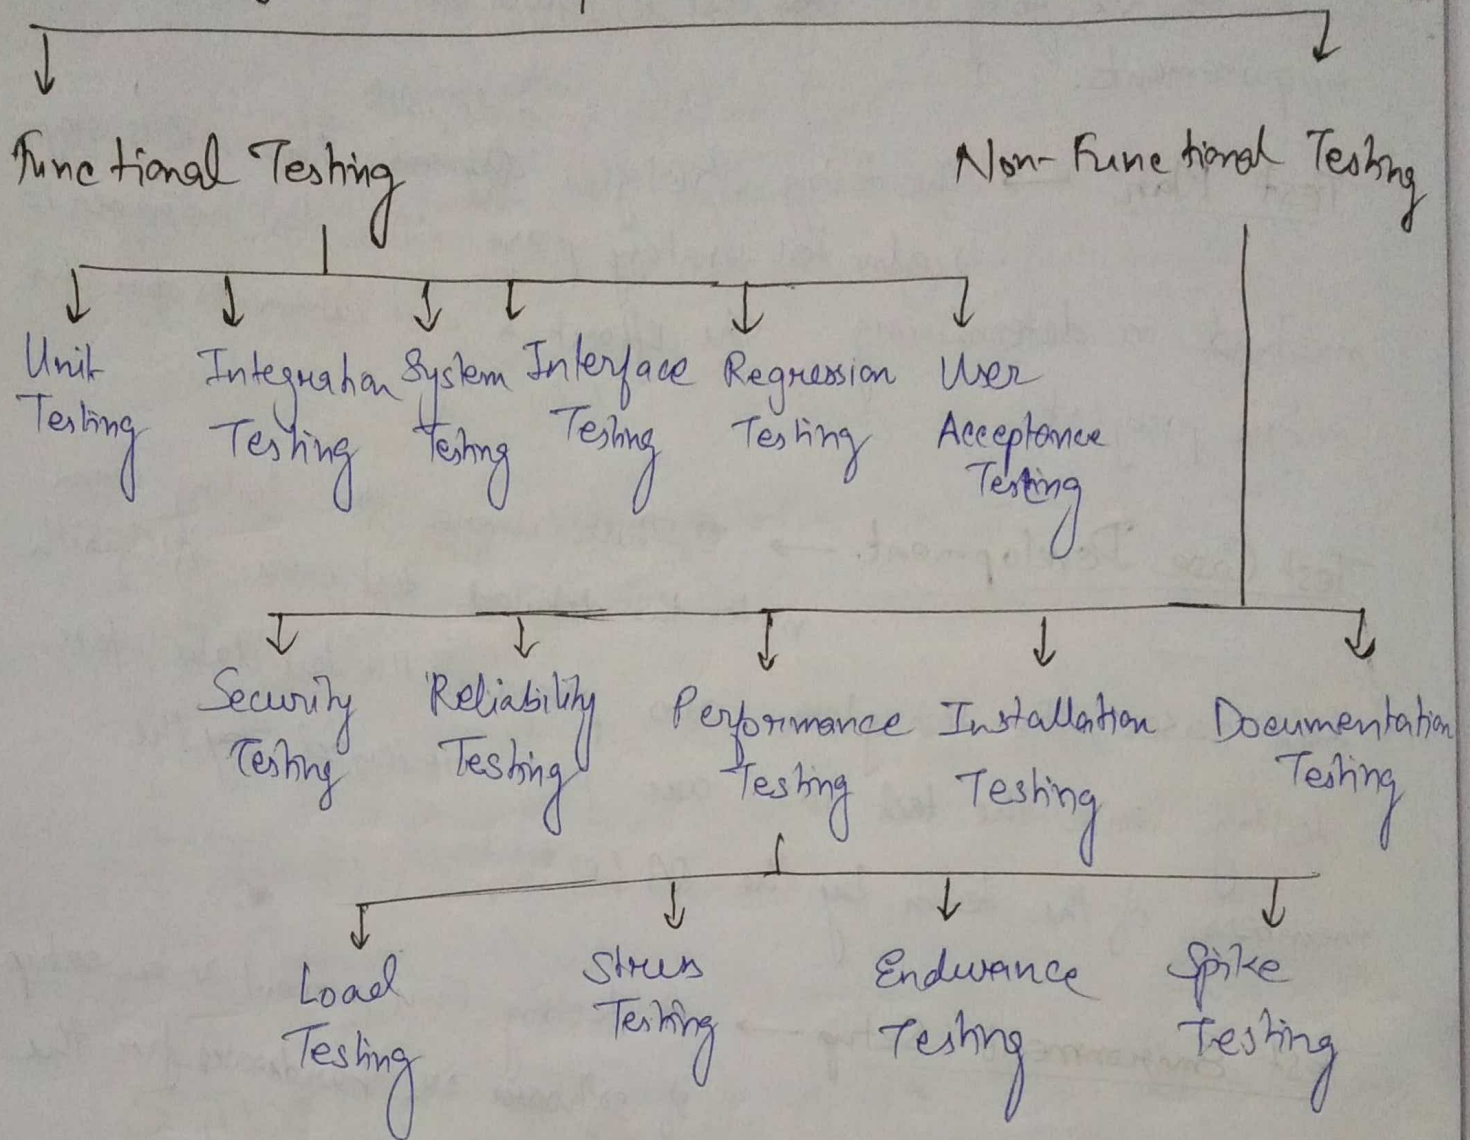 Functional Testing
Non-Functional Testing
Unit Testing
Integration Testing
System Testing
Interface Testing
Regression Testing
User Acceptance Testing
Security Testing
Reliability Testing
Performance Testing
Installation Testing
Documentation Testing
Load Testing
Stress Testing
Endurance Testing
Spike Testing